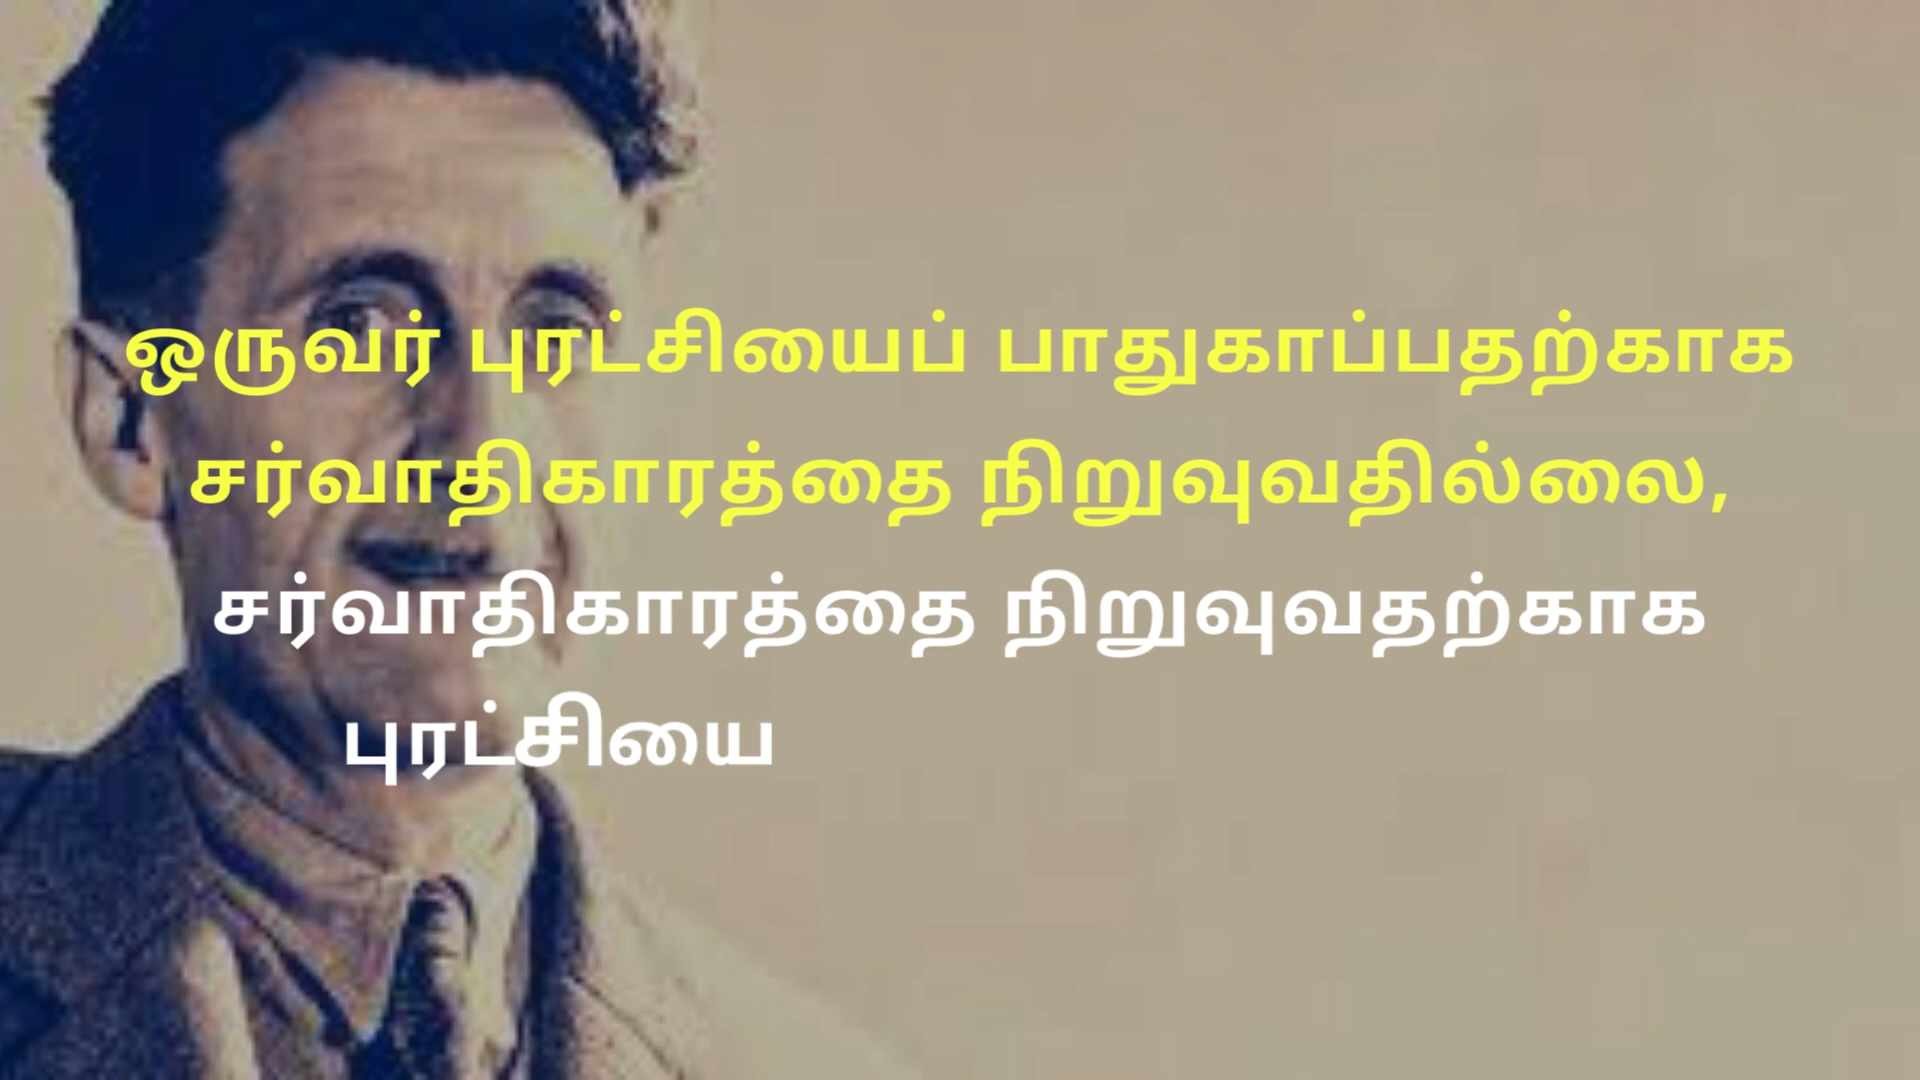 ஒருவர் புரட்சியைப் பாதுகாப்பதற்காக
சர்வாதிகாரத்தை நிறுவுவதில்லை,
சர்வாதிகாரத்தை நிறுவுவதற்காக
புரட்சியை